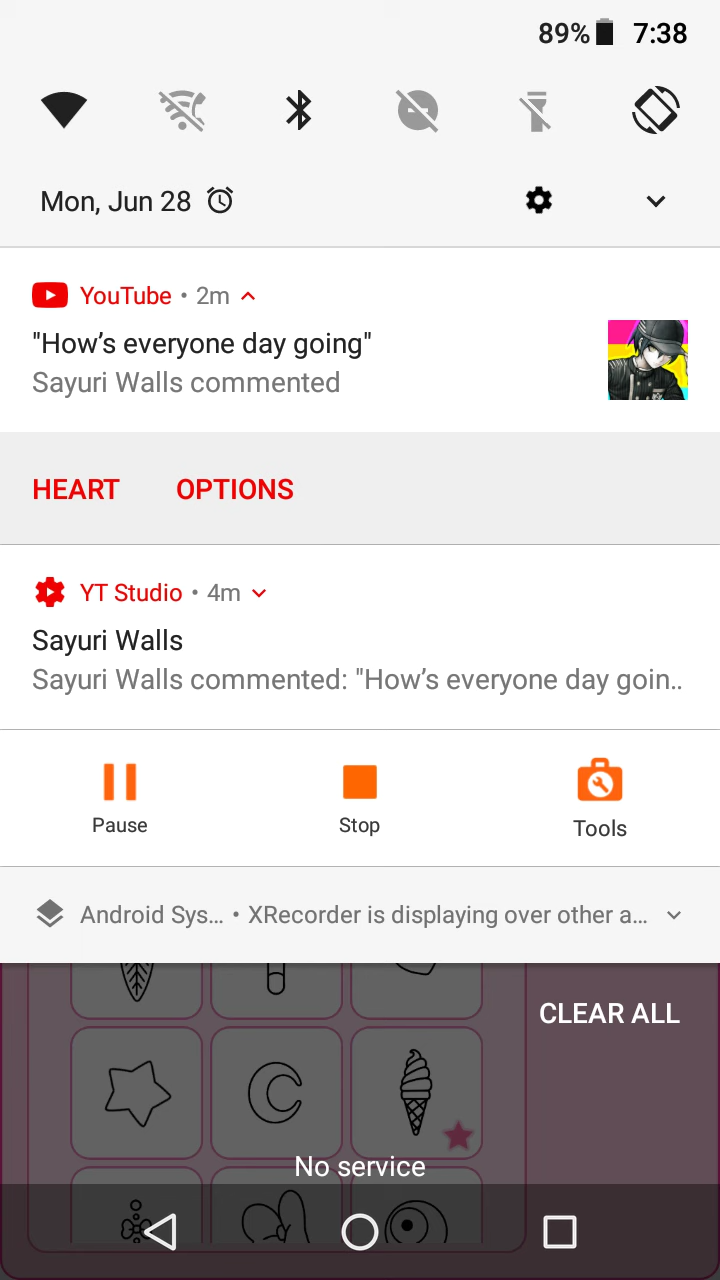 89% 7:38
Mon, Jun 28
YouTube • 2m
"How’s everyone day going"
Sayuri Walls commented
HEART OPTIONS
YT Studio • 4m
Sayuri Walls
Sayuri Walls commented: "How’s everyone day goin..
Pause Stop Tools
Android Sys… • XRecorder is displaying over other a…
CLEAR ALL
No service